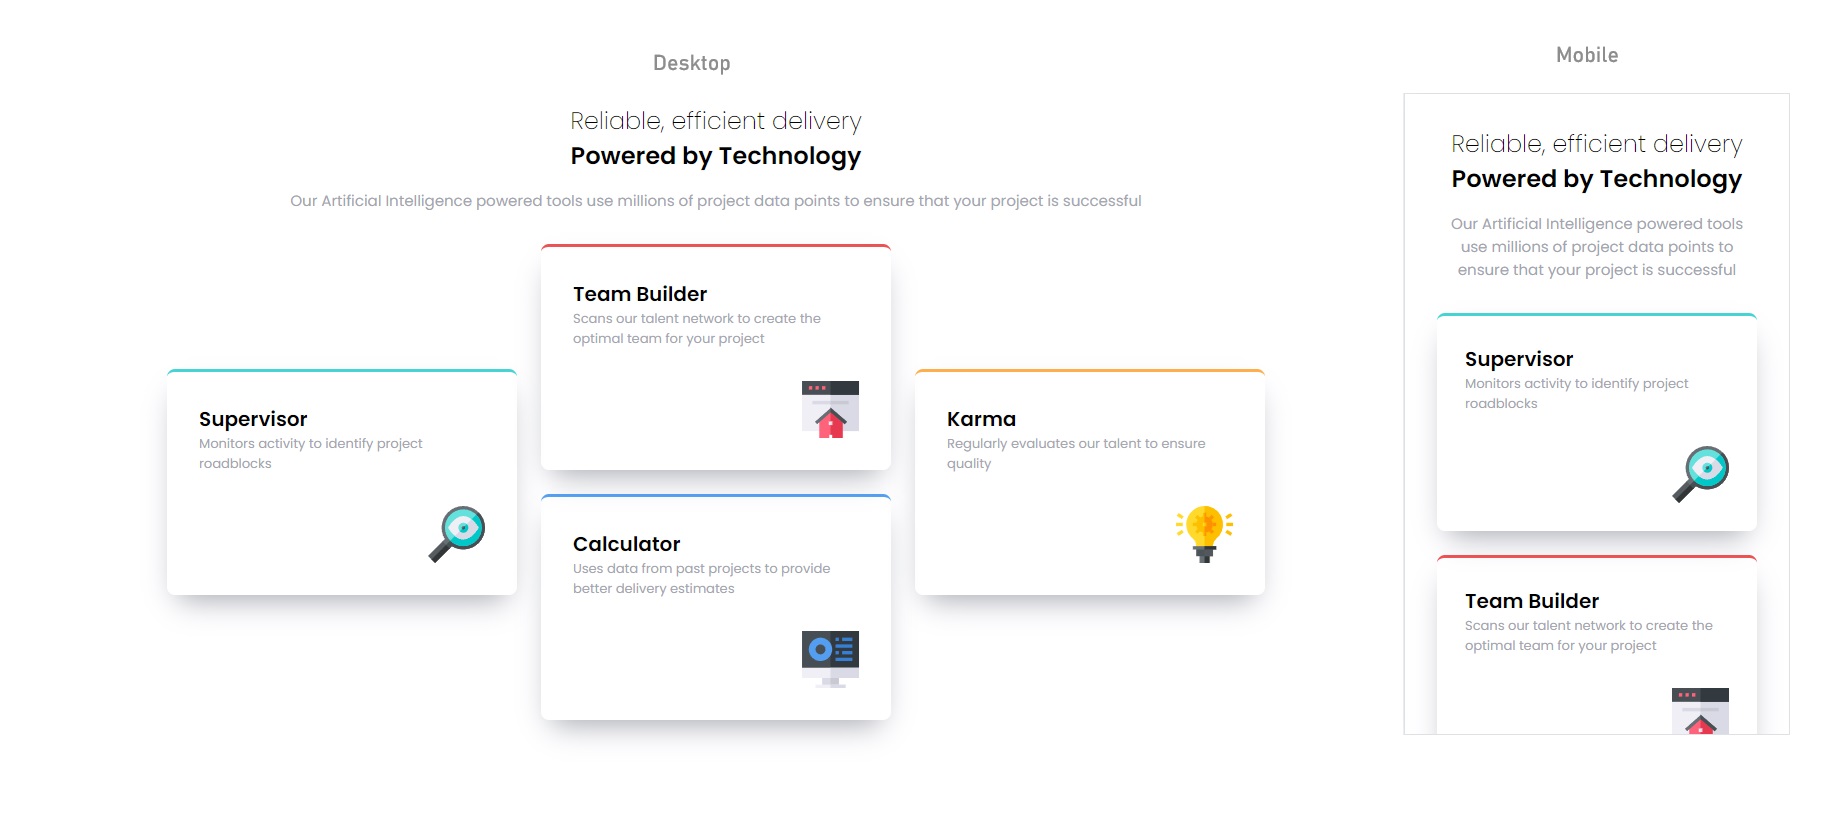 Desktop
Reliable, efficient delivery
Powered by Technology
Our Artificial Intelligence powered tools use millions of project data points to ensure that your project is successful
Supervisor
Monitors activity to identify project
roadblocks
Team Builder
Scans our talent network to create the
optimal team for your project
Calculator
Uses data from past projects to provide
better delivery estimates
Karma
Regularly evaluates our talent to ensure
quality
Mobile
Reliable, efficient delivery
Powered by Technology
Our Artificial Intelligence powered tools
use millions of project data points to
ensure that your project is successful
Supervisor
Monitors activity to identify project
roadblocks
Team Builder
Scans our talent network to create the
optimal team for your project